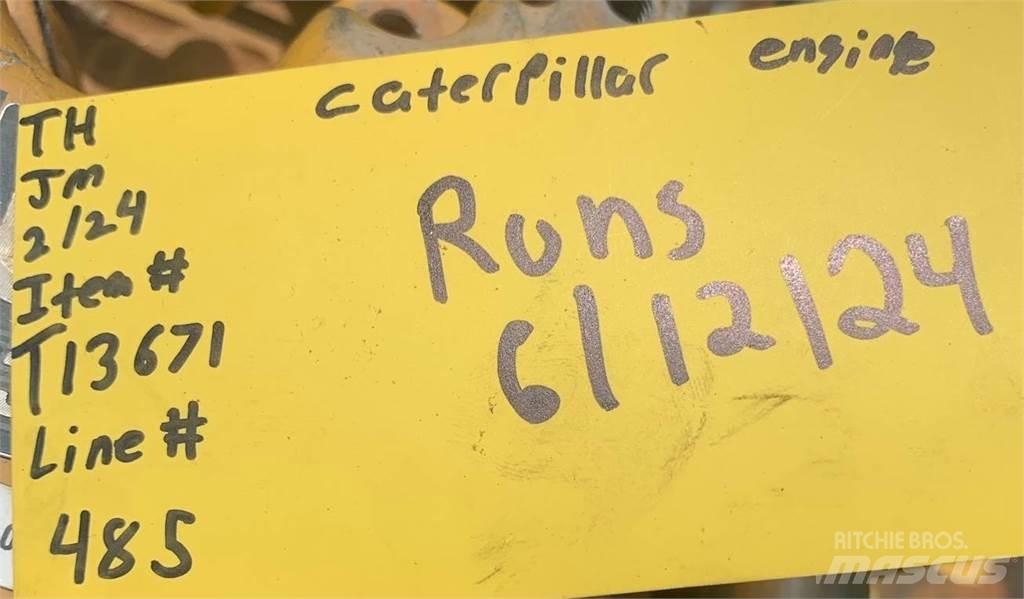 caterpillar engine
TH
JM
2/24
Item #
T13671
Line #
485
Runs
6/12/24
RITCHIE BROS.
MASCUS